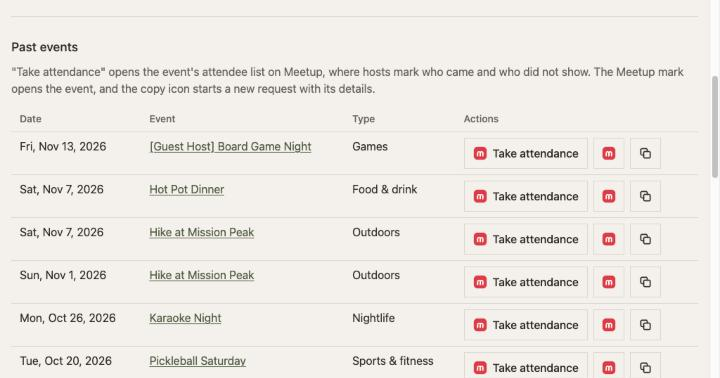 Past events
"Take attendance" opens the event's attendee list on Meetup, where hosts mark who came and who did not show. The Meetup mark
opens the event, and the copy icon starts a new request with its details.
Date Event Type Actions
Fri, Nov 13, 2026 [Guest Host] Board Game Night Games Take attendance
Sat, Nov 7, 2026 Hot Pot Dinner Food & drink Take attendance
Sat, Nov 7, 2026 Hike at Mission Peak Outdoors Take attendance
Sun, Nov 1, 2026 Hike at Mission Peak Outdoors Take attendance
Mon, Oct 26, 2026 Karaoke Night Nightlife Take attendance
Tue, Oct 20, 2026 Pickleball Saturday Sports & fitness Take attendance